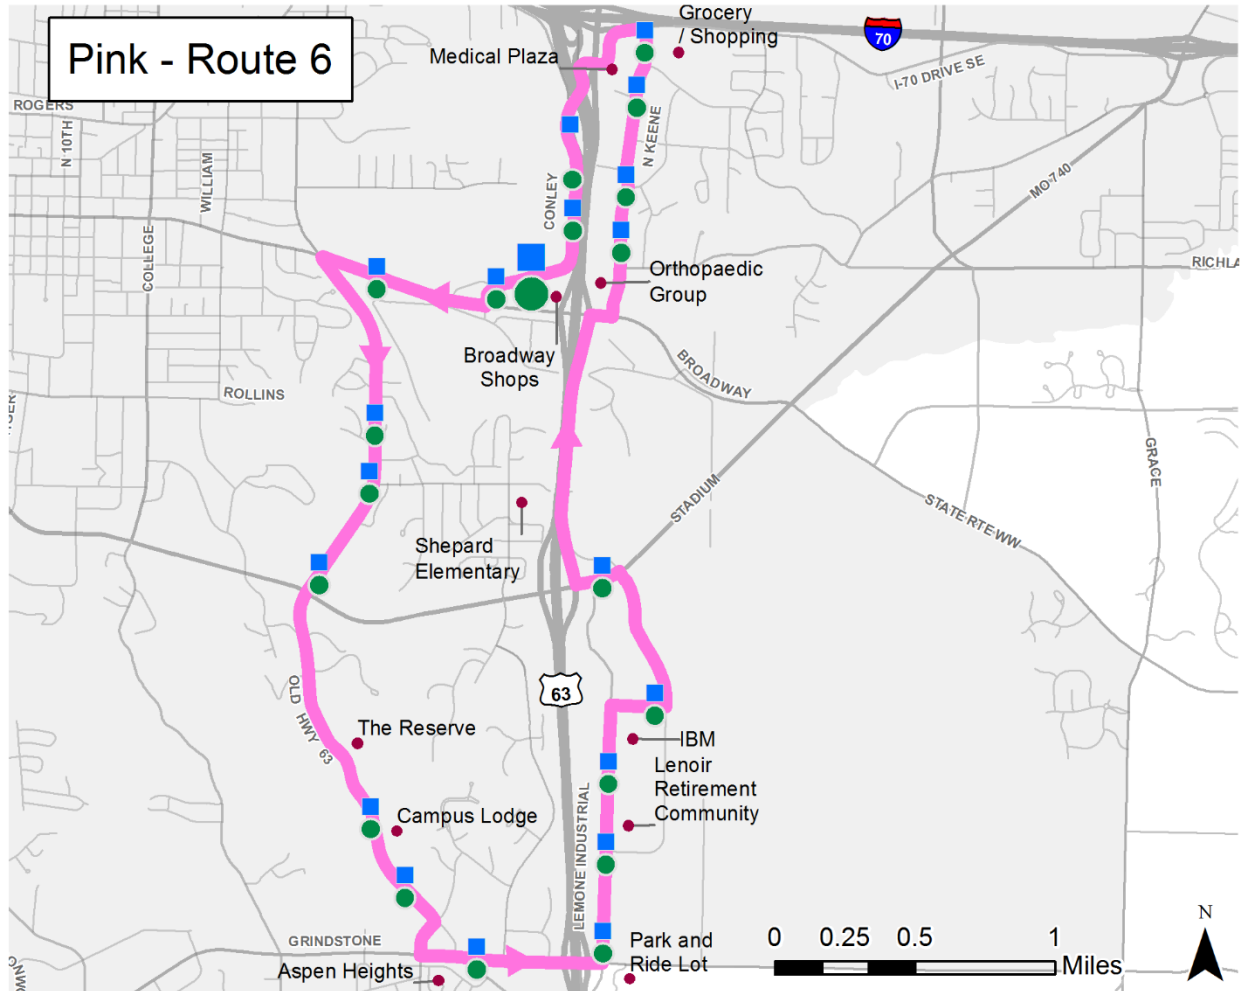 Pink - Route 6
Grocery
/ Shopping
Medical Plaza
70
I-70 DRIVE SE
ROGERS
N 10TH
WILLIAM
N KEENE
MO 740
CONLEY
COLLEGE
Orthopaedic
Group
Broadway
Shops
BROADWAY
ROLLINS
GRACE
STADIUM
STATE RTE WW
Shepard
Elementary
63
OLD HWY 63
The Reserve
IBM
Lenoir
Retirement
Community
Campus Lodge
LEMONE INDUSTRIAL
GRINDSTONE
Aspen Heights
Park and
Ride Lot
0 0.25 0.5 1
Miles
N